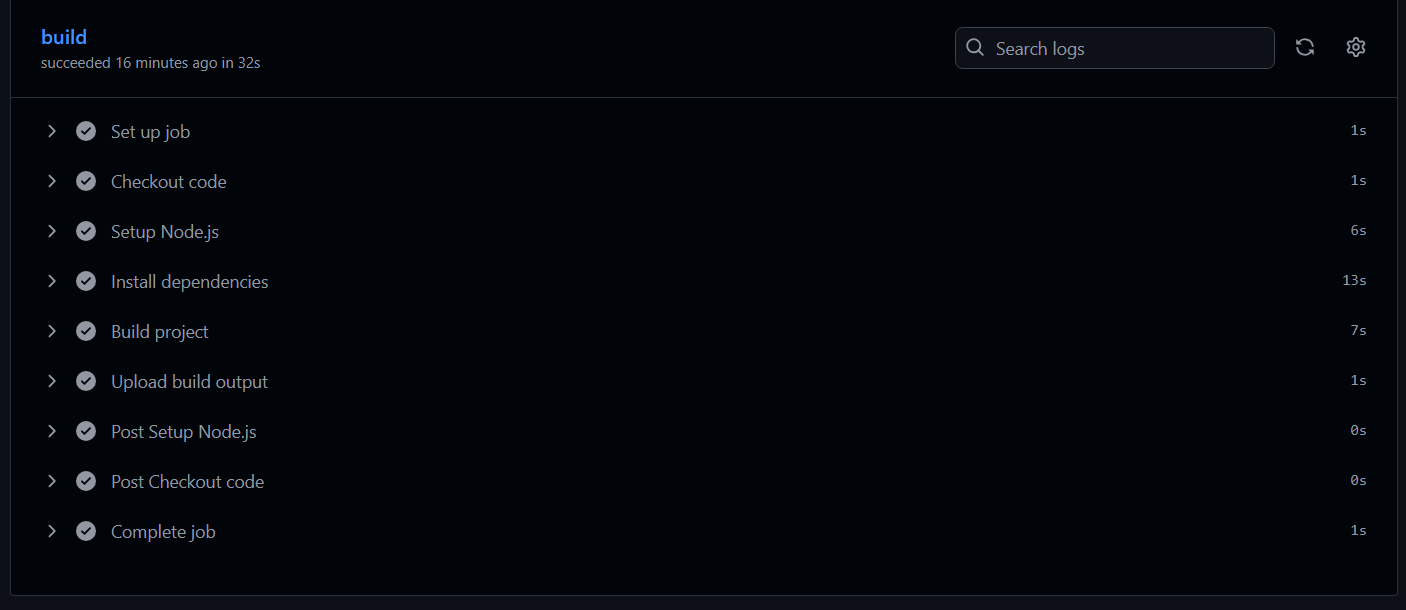 build
succeeded 16 minutes ago in 32s
Search logs
Set up job 1s
Checkout code 1s
Setup Node.js 6s
Install dependencies 13s
Build project 7s
Upload build output 1s
Post Setup Node.js 0s
Post Checkout code 0s
Complete job 1s